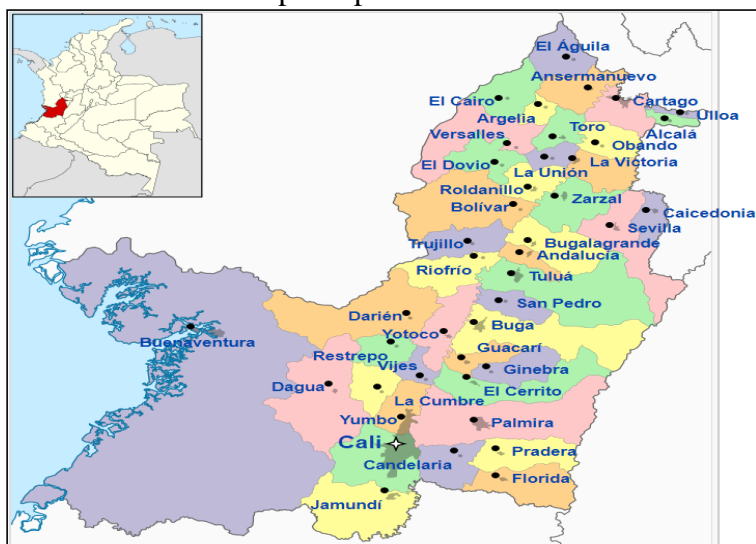 El Águila
Ansermanuevo
El Cairo
Cartago
Argelia
Ulloa
Versalles
Toro
Alcalá
Obando
El Dovio
La Victoria
La Unión
Roldanillo
Zarzal
Bolívar
Caicedonia
Sevilla
Trujillo
Bugalagrande
Andalucía
Riofrío
Tuluá
San Pedro
Darién
Buga
Yotoco
Buenaventura
Restrepo
Guacarí
Vijes
Ginebra
Dagua
El Cerrito
La Cumbre
Yumbo
Palmira
Cali
Pradera
Candelaria
Florida
Jamundí